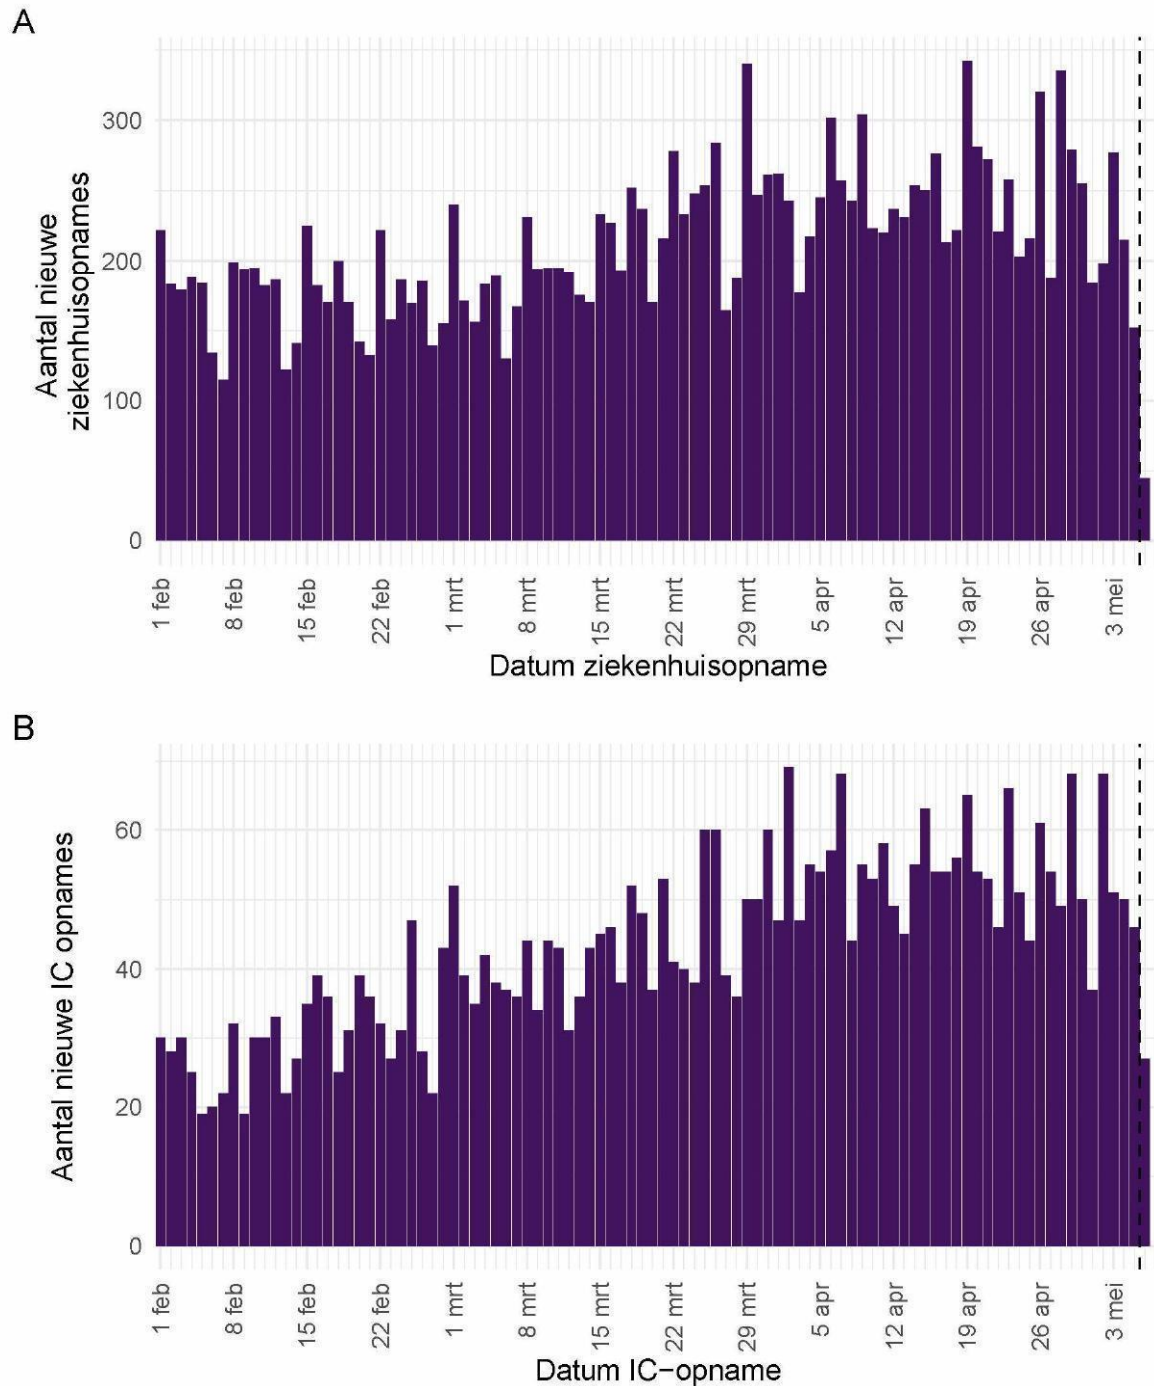 A
Aantal nieuwe
ziekenhuisopnames
300
200
100
0
1 feb
8 feb
15 feb
22 feb
1 mrt
8 mrt
15 mrt
22 mrt
29 mrt
5 apr
12 apr
19 apr
26 apr
3 mei
Datum ziekenhuisopname
B
Aantal nieuwe IC opnames
60
40
20
0
1 feb
8 feb
15 feb
22 feb
1 mrt
8 mrt
15 mrt
22 mrt
29 mrt
5 apr
12 apr
19 apr
26 apr
3 mei
Datum IC−opname